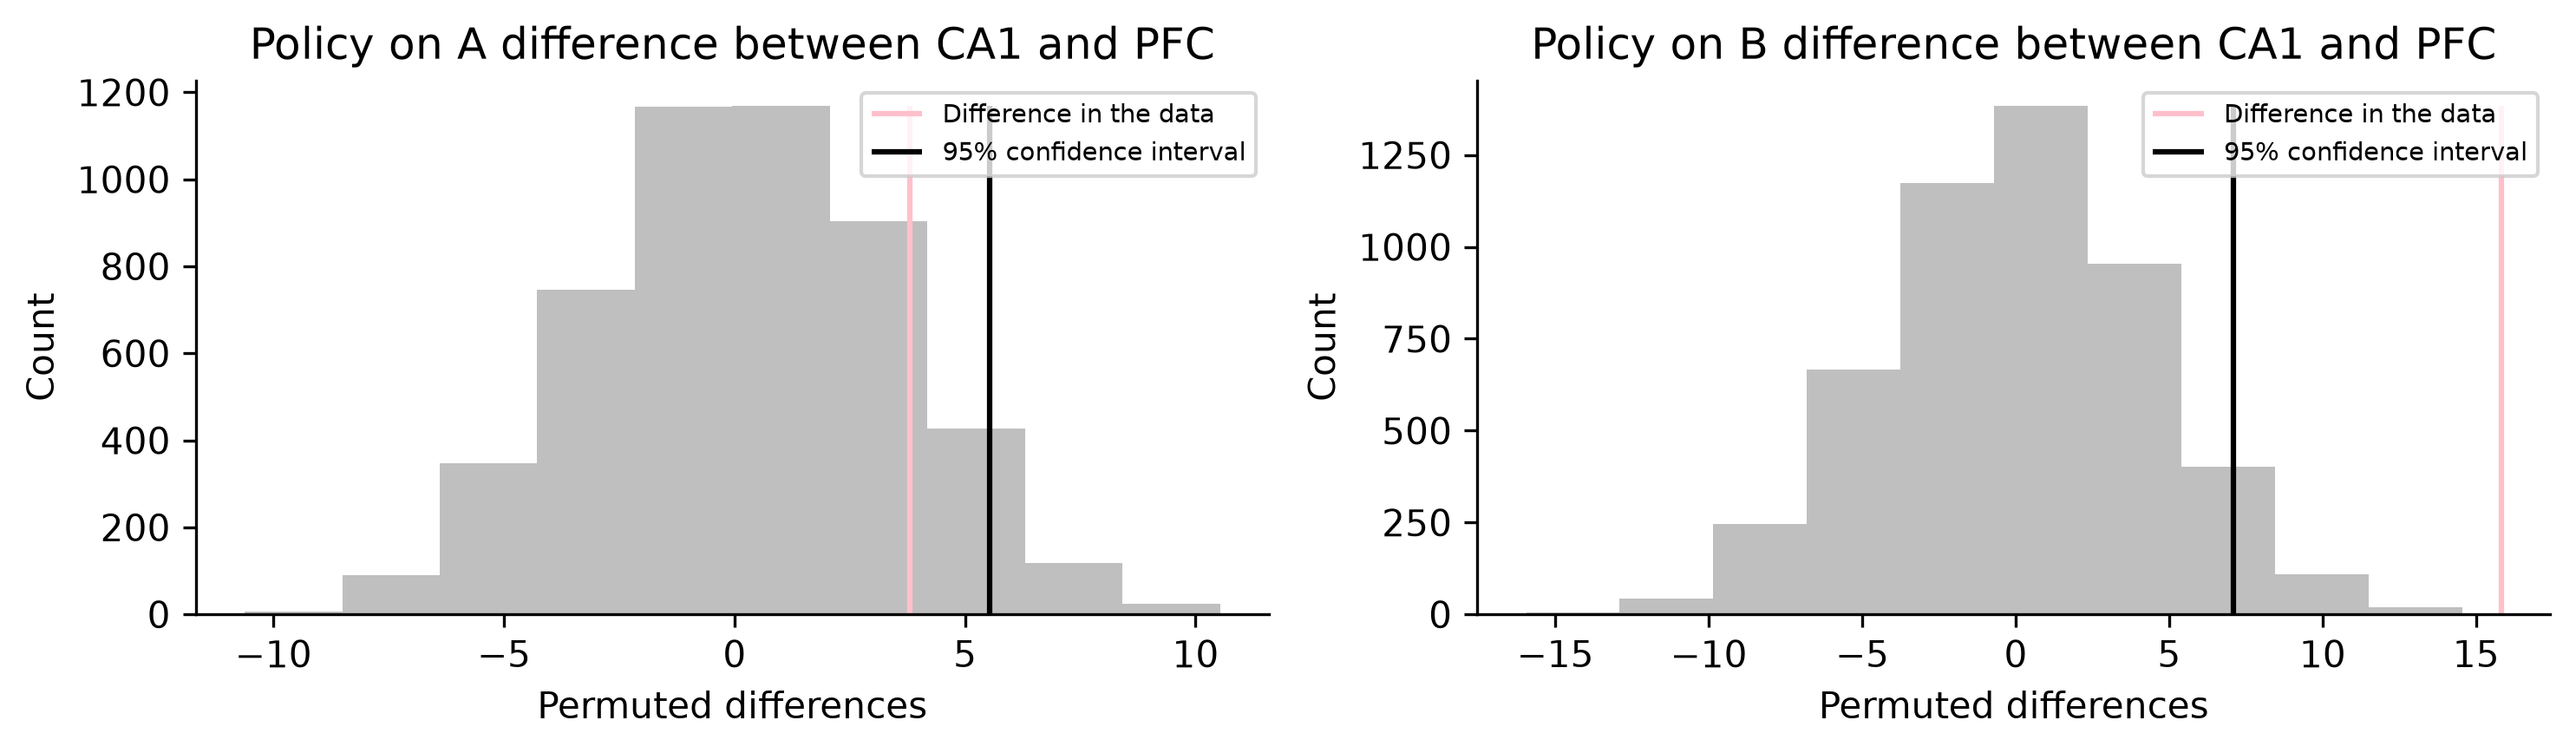 Policy on A difference between CA1 and PFC
Difference in the data
95% confidence interval
Count
1200
1000
800
600
400
200
0
−10
−5
0
5
10
Permuted differences
Policy on B difference between CA1 and PFC
Difference in the data
95% confidence interval
Count
1250
1000
750
500
250
0
−15
−10
−5
0
5
10
15
Permuted differences